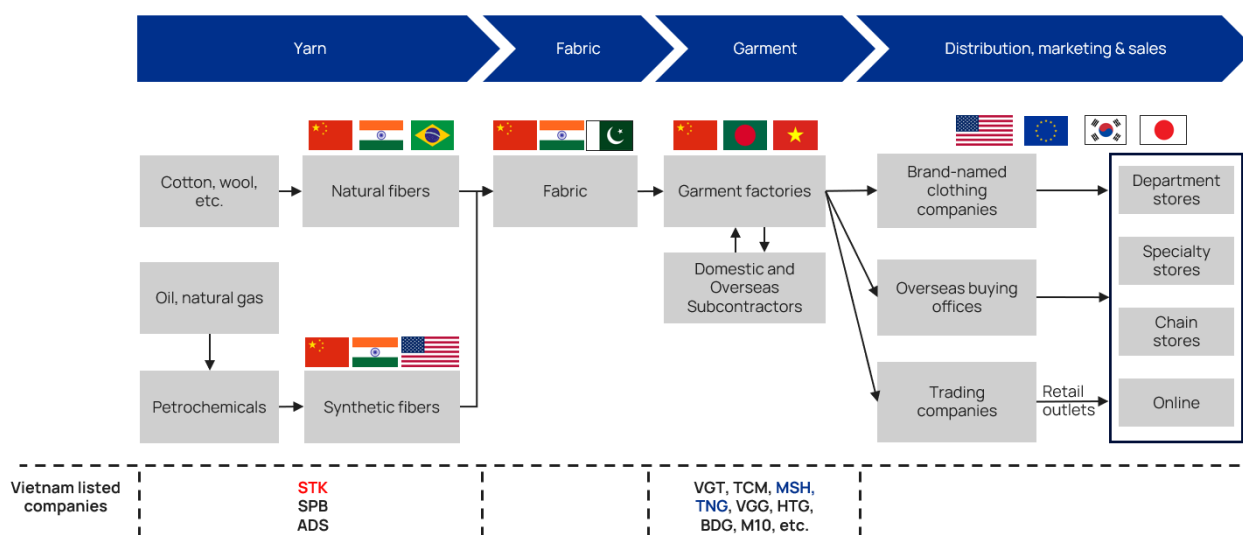 Yarn
Fabric
Garment
Distribution, marketing & sales
Cotton, wool,
etc.
Natural fibers
Fabric
Garment factories
Brand-named
clothing
companies
Department
stores
Domestic and
Overseas
Subcontractors
Specialty
stores
Oil, natural gas
Overseas buying
offices
Chain
stores
Petrochemicals
Synthetic fibers
Trading
companies
Retail
outlets
Online
Vietnam listed
companies
STK
SPB
ADS
VGT, TCM, MSH,
TNG, VGG, HTG,
BDG, M10, etc.